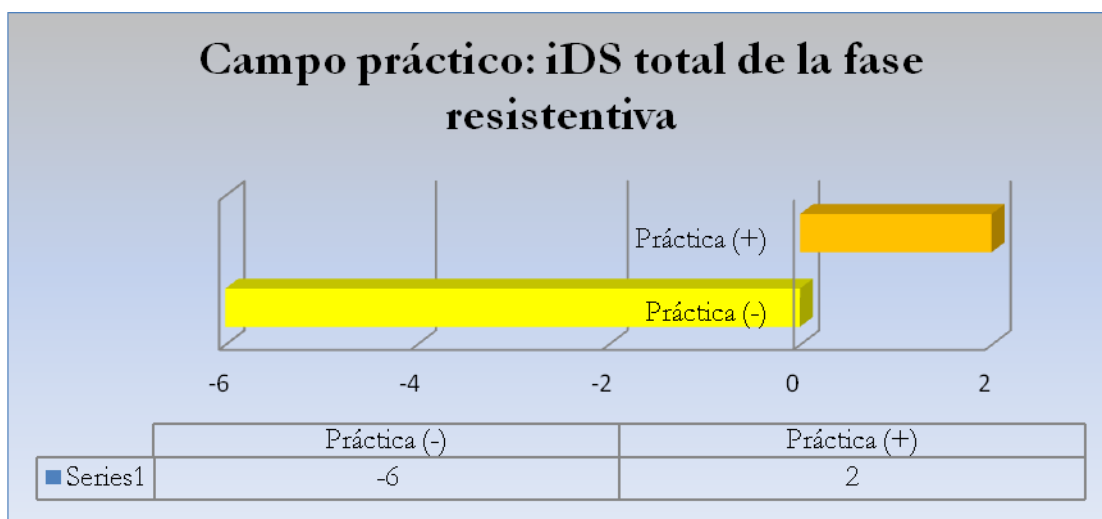 Campo práctico: iDS total de la fase
resistentiva
Práctica (+)
Práctica (-)
-6 -4 -2 0 2
Práctica (-) Práctica (+)
Series1 -6 2